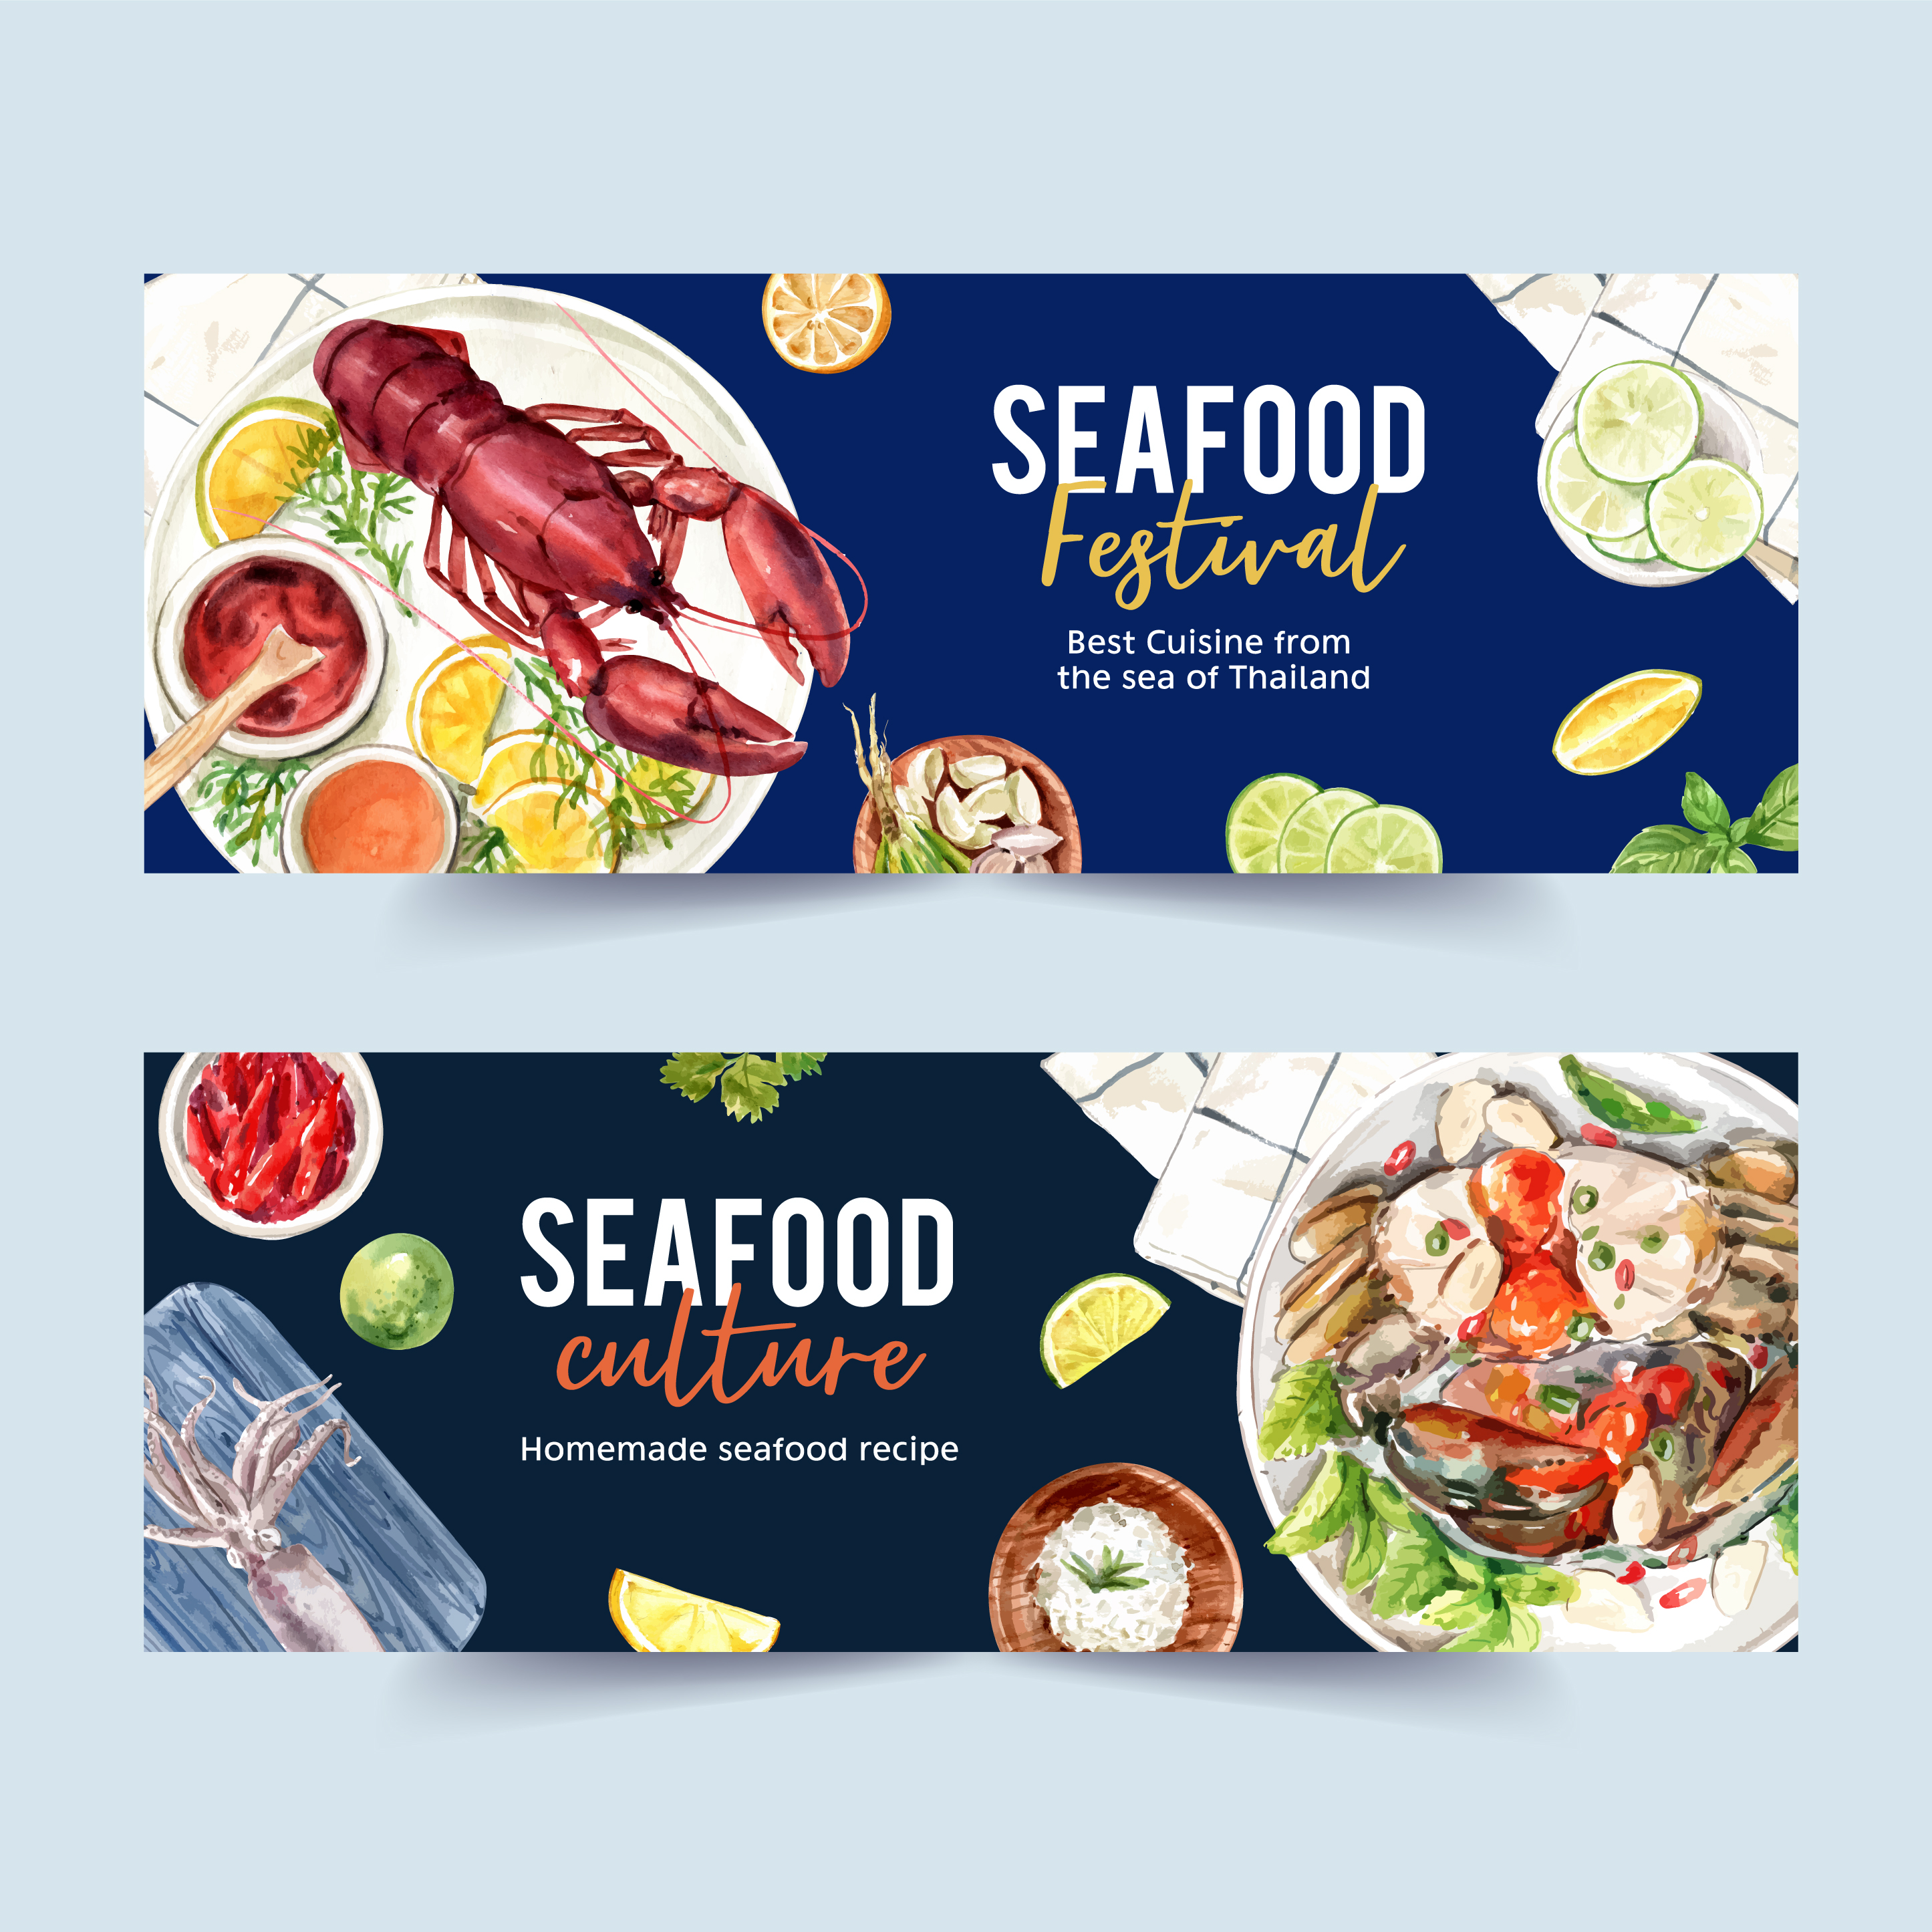 SEAFOOD
Festival
Best Cuisine from
the sea of Thailand
SEAFOOD
culture
Homemade seafood recipe